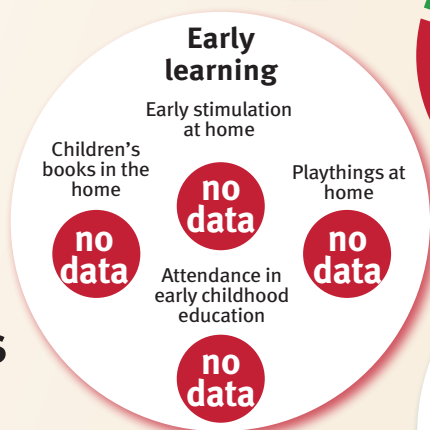 Early
learning
Early stimulation
at home
no
data
Children's
books in the
home
no
data
Playthings at
home
no
data
Attendance in
early childhood
education
no
data
s